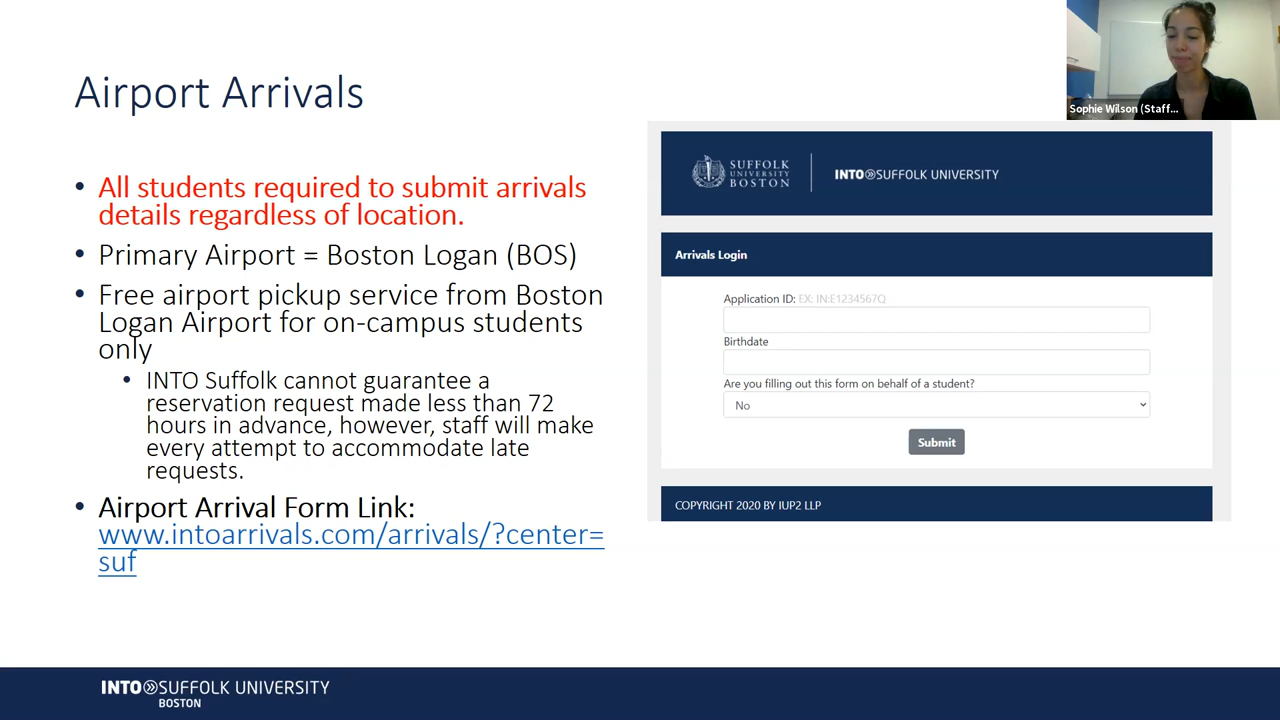 Airport Arrivals
Sophie Wilson (Staff...
• All students required to submit arrivals
details regardless of location.
• Primary Airport = Boston Logan (BOS)
• Free airport pickup service from Boston
Logan Airport for on-campus students
only
• INTO Suffolk cannot guarantee a
reservation request made less than 72
hours in advance, however, staff will make
every attempt to accommodate late
requests.
• Airport Arrival Form Link:
www.intoarrivals.com/arrivals/?center=
suf
SUFFOLK
UNIVERSITY
BOSTON
INTO SUFFOLK UNIVERSITY
Arrivals Login
Application ID: EX: IN:E1234567Q
Birthdate
Are you filling out this form on behalf of a student?
No
Submit
COPYRIGHT 2020 BY IUP2 LLP
INTO SUFFOLK UNIVERSITY
BOSTON